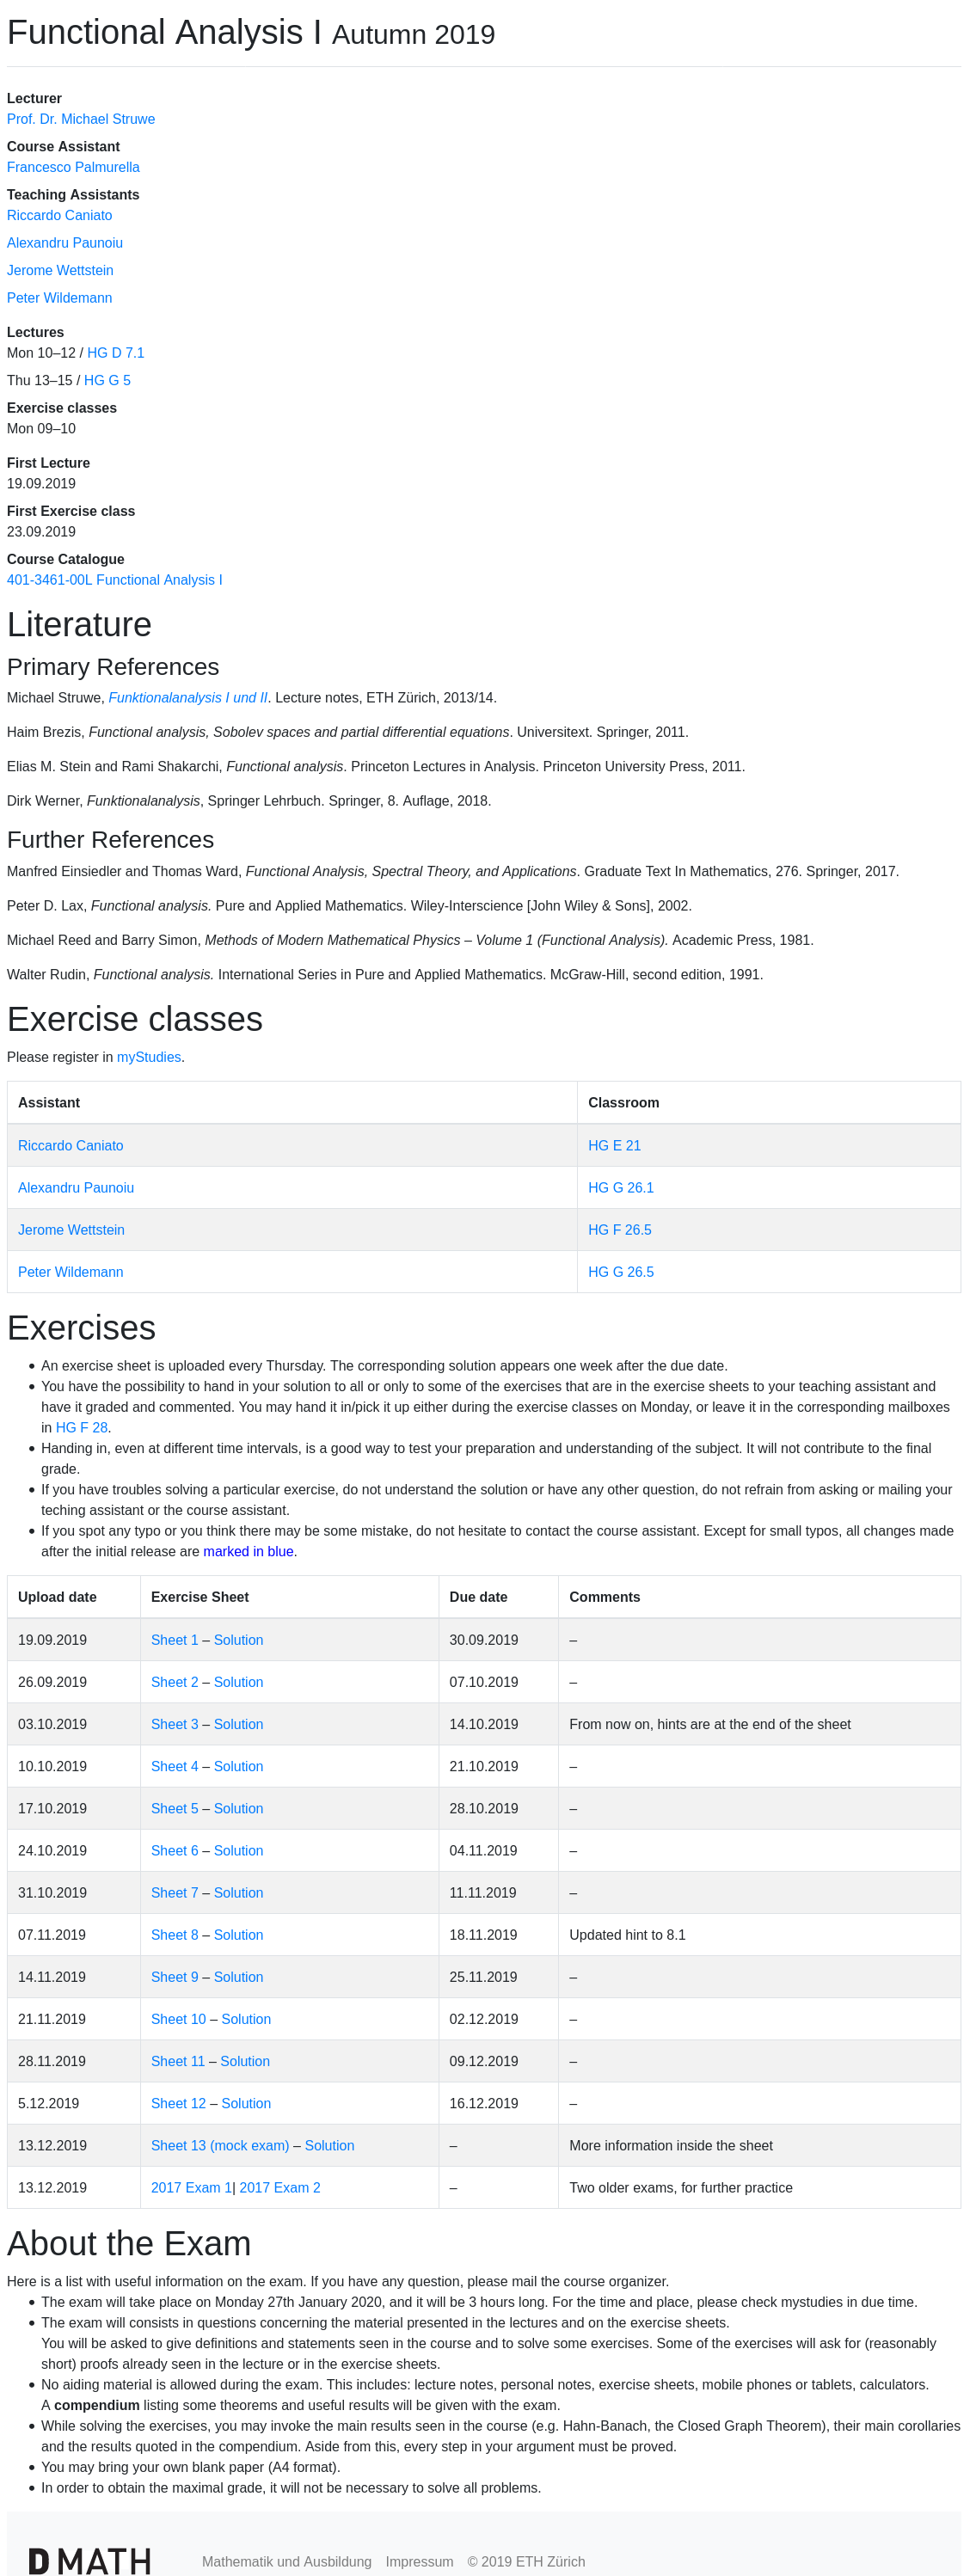 Functional Analysis I Autumn 2019
Lecturer
Prof. Dr. Michael Struwe
Course Assistant
Francesco Palmurella
Teaching Assistants
Riccardo Caniato
Alexandru Paunoiu
Jerome Wettstein
Peter Wildemann
Lectures
Mon 10–12 / HG D 7.1
Thu 13–15 / HG G 5
Exercise classes
Mon 09–10
First Lecture
19.09.2019
First Exercise class
23.09.2019
Course Catalogue
401-3461-00L Functional Analysis I
Literature
Primary References
Michael Struwe, Funktionalanalysis I und II. Lecture notes, ETH Zürich, 2013/14.
Haim Brezis, Functional analysis, Sobolev spaces and partial differential equations. Universitext. Springer, 2011.
Elias M. Stein and Rami Shakarchi, Functional analysis. Princeton Lectures in Analysis. Princeton University Press, 2011.
Dirk Werner, Funktionalanalysis, Springer Lehrbuch. Springer, 8. Auflage, 2018.
Further References
Manfred Einsiedler and Thomas Ward, Functional Analysis, Spectral Theory, and Applications. Graduate Text In Mathematics, 276. Springer, 2017.
Peter D. Lax, Functional analysis. Pure and Applied Mathematics. Wiley-Interscience [John Wiley & Sons], 2002.
Michael Reed and Barry Simon, Methods of Modern Mathematical Physics – Volume 1 (Functional Analysis). Academic Press, 1981.
Walter Rudin, Functional analysis. International Series in Pure and Applied Mathematics. McGraw-Hill, second edition, 1991.
Exercise classes
Please register in myStudies.
Assistant Classroom
Riccardo Caniato HG E 21
Alexandru Paunoiu HG G 26.1
Jerome Wettstein HG F 26.5
Peter Wildemann HG G 26.5
Exercises
• An exercise sheet is uploaded every Thursday. The corresponding solution appears one week after the due date.
• You have the possibility to hand in your solution to all or only to some of the exercises that are in the exercise sheets to your teaching assistant and
have it graded and commented. You may hand it in/pick it up either during the exercise classes on Monday, or leave it in the corresponding mailboxes
in HG F 28.
• Handing in, even at different time intervals, is a good way to test your preparation and understanding of the subject. It will not contribute to the final
grade.
• If you have troubles solving a particular exercise, do not understand the solution or have any other question, do not refrain from asking or mailing your
teching assistant or the course assistant.
• If you spot any typo or you think there may be some mistake, do not hesitate to contact the course assistant. Except for small typos, all changes made
after the initial release are marked in blue.
Upload date Exercise Sheet Due date Comments
19.09.2019 Sheet 1 – Solution 30.09.2019 –
26.09.2019 Sheet 2 – Solution 07.10.2019 –
03.10.2019 Sheet 3 – Solution 14.10.2019 From now on, hints are at the end of the sheet
10.10.2019 Sheet 4 – Solution 21.10.2019 –
17.10.2019 Sheet 5 – Solution 28.10.2019 –
24.10.2019 Sheet 6 – Solution 04.11.2019 –
31.10.2019 Sheet 7 – Solution 11.11.2019 –
07.11.2019 Sheet 8 – Solution 18.11.2019 Updated hint to 8.1
14.11.2019 Sheet 9 – Solution 25.11.2019 –
21.11.2019 Sheet 10 – Solution 02.12.2019 –
28.11.2019 Sheet 11 – Solution 09.12.2019 –
5.12.2019 Sheet 12 – Solution 16.12.2019 –
13.12.2019 Sheet 13 (mock exam) – Solution – More information inside the sheet
13.12.2019 2017 Exam 1| 2017 Exam 2 – Two older exams, for further practice
About the Exam
Here is a list with useful information on the exam. If you have any question, please mail the course organizer.
• The exam will take place on Monday 27th January 2020, and it will be 3 hours long. For the time and place, please check mystudies in due time.
• The exam will consists in questions concerning the material presented in the lectures and on the exercise sheets.
You will be asked to give definitions and statements seen in the course and to solve some exercises. Some of the exercises will ask for (reasonably
short) proofs already seen in the lecture or in the exercise sheets.
• No aiding material is allowed during the exam. This includes: lecture notes, personal notes, exercise sheets, mobile phones or tablets, calculators.
A compendium listing some theorems and useful results will be given with the exam.
• While solving the exercises, you may invoke the main results seen in the course (e.g. Hahn-Banach, the Closed Graph Theorem), their main corollaries
and the results quoted in the compendium. Aside from this, every step in your argument must be proved.
• You may bring your own blank paper (A4 format).
• In order to obtain the maximal grade, it will not be necessary to solve all problems.
D MATH Mathematik und Ausbildung Impressum © 2019 ETH Zürich